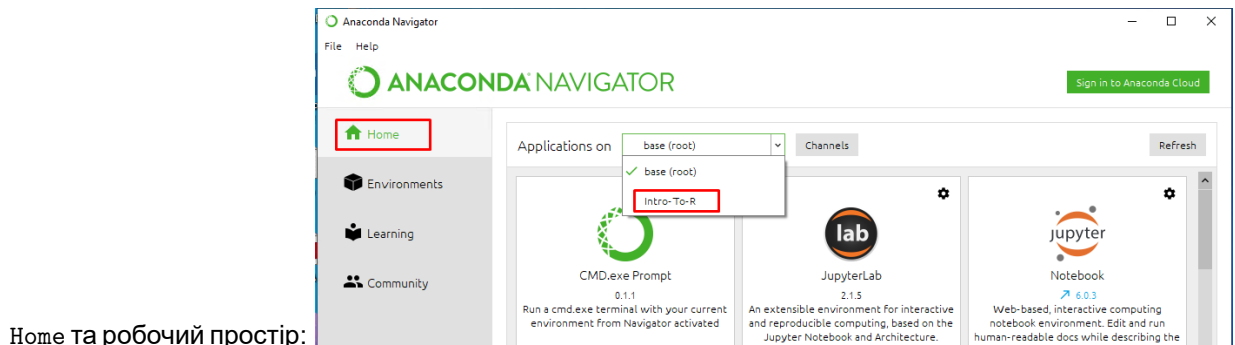 Anaconda Navigator
File Help
ANACONDA NAVIGATOR
Sign in to Anaconda Cloud
Home
Applications on base (root) Channels Refresh
base (root)
Intro-To-R
Environments
Learning
Community
CMD.exe Prompt
0.1.1
Run a cmd.exe terminal with your current
environment from Navigator activated
lab
JupyterLab
2.1.5
An extensible environment for interactive
and reproducible computing, based on the
Jupyter Notebook and Architecture.
jupyter
Notebook
6.0.3
Web-based, interactive computing
notebook environment. Edit and run
human-readable docs while describing the
Home та робочий простір: